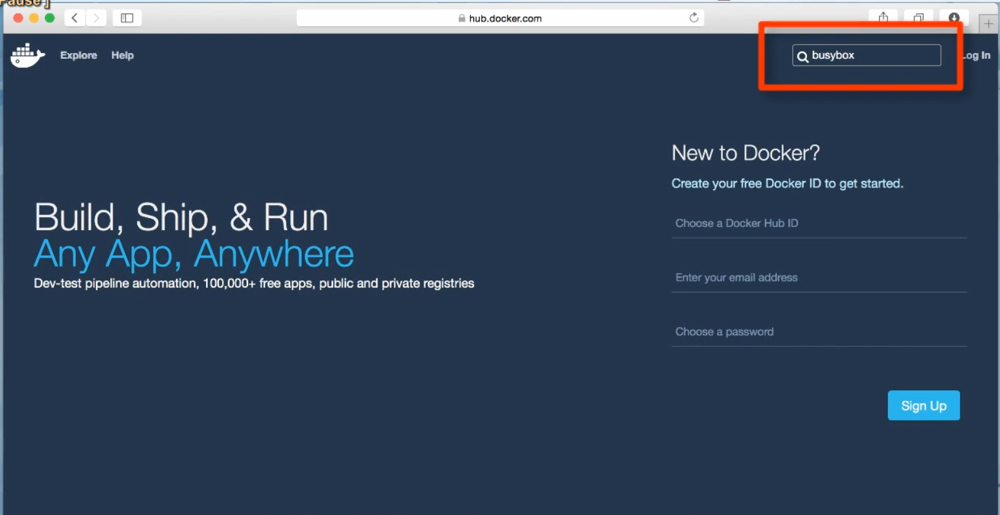 Pause ]
hub.docker.com
Explore Help
busybox
Log In
New to Docker?
Create your free Docker ID to get started.
Choose a Docker Hub ID
Build, Ship, & Run
Any App, Anywhere
Dev-test pipeline automation, 100,000+ free apps, public and private registries
Enter your email address
Choose a password
Sign Up